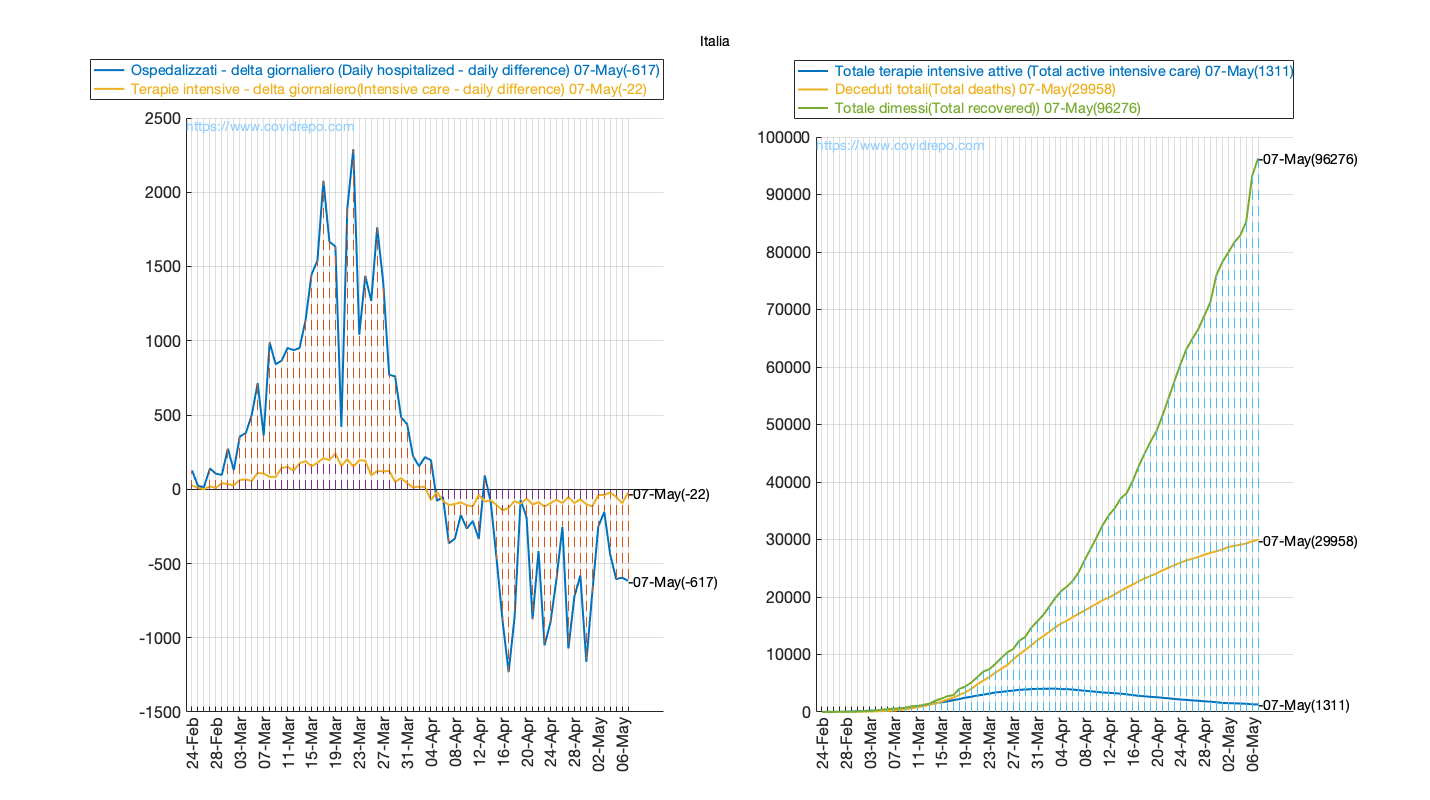 Italia
Ospedalizzati - delta giornaliero (Daily hospitalized - daily difference) 07-May(-617)
Terapie intensive - delta giornaliero(Intensive care - daily difference) 07-May(-22)
https://www.covidrepo.com
2500
2000
1500
1000
500
0
-500
-1000
-1500
-07-May(-22)
-07-May(-617)
24-Feb
28-Feb
03-Mar
07-Mar
11-Mar
15-Mar
19-Mar
23-Mar
27-Mar
31-Mar
04-Apr
08-Apr
12-Apr
16-Apr
20-Apr
24-Apr
28-Apr
02-May
06-May
Totale terapie intensive attive (Total active intensive care) 07-May(1311)
Deceduti totali(Total deaths) 07-May(29958)
Totale dimessi(Total recovered)) 07-May(96276)
https://www.covidrepo.com
100000
90000
80000
70000
60000
50000
40000
30000
20000
10000
0
-07-May(96276)
-07-May(29958)
-07-May(1311)
24-Feb
28-Feb
03-Mar
07-Mar
11-Mar
15-Mar
19-Mar
23-Mar
27-Mar
31-Mar
04-Apr
08-Apr
12-Apr
16-Apr
20-Apr
24-Apr
28-Apr
02-May
06-May